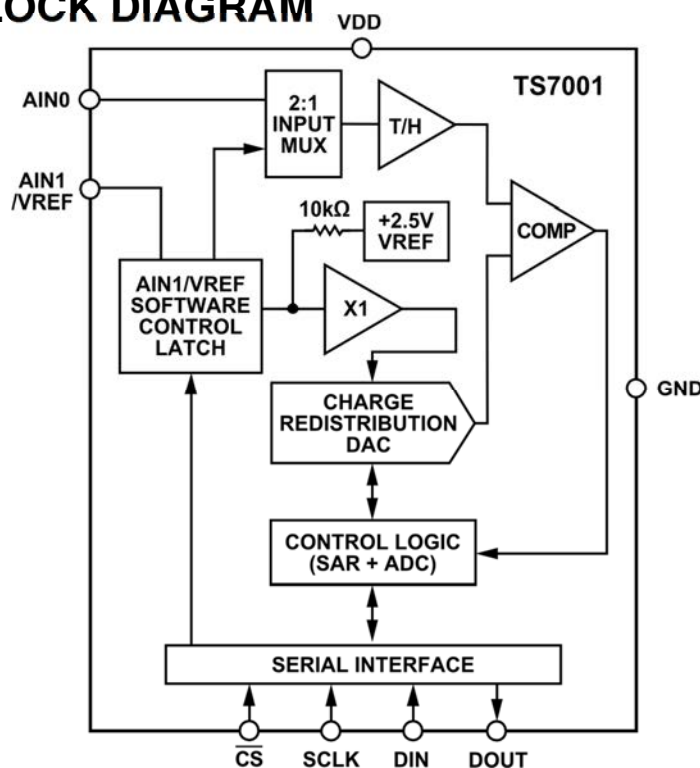 BLOCK DIAGRAM
VDD
TS7001
AIN0
2:1
INPUT
MUX
T/H
AIN1
/VREF
10kΩ
+2.5V
VREF
COMP
AIN1/VREF
SOFTWARE
CONTROL
LATCH
X1
GND
CHARGE
REDISTRIBUTION
DAC
CONTROL LOGIC
(SAR + ADC)
SERIAL INTERFACE
CS
SCLK
DIN
DOUT